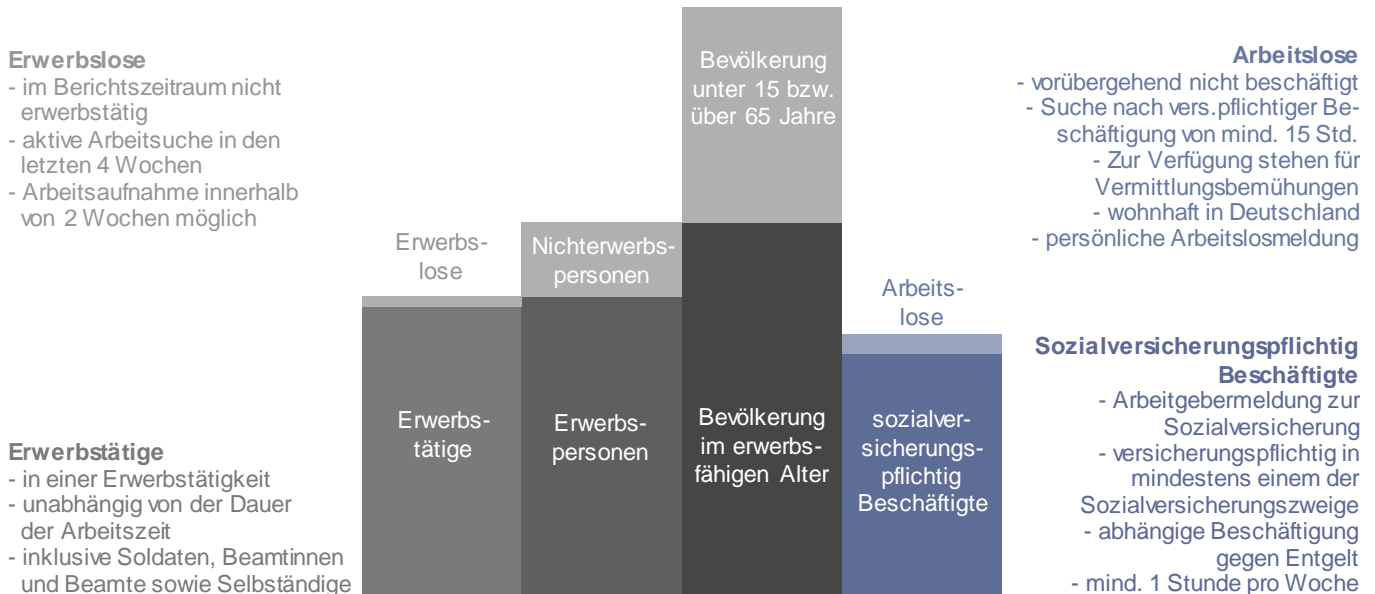 Erwerbslose
- im Berichtszeitraum nicht
erwerbstätig
- aktive Arbeitsuche in den
letzten 4 Wochen
- Arbeitsaufnahme innerhalb
von 2 Wochen möglich
Erwerbstätige
- in einer Erwerbstätigkeit
- unabhängig von der Dauer
der Arbeitszeit
- inklusive Soldaten, Beamtinnen
und Beamte sowie Selbständige
Erwerbs-
lose
Erwerbs-
tätige
Nichterwerbs-
personen
Erwerbs-
personen
Bevölkerung
unter 15 bzw.
über 65 Jahre
Bevölkerung
im erwerbs-
fähigen Alter
Arbeits-
lose
sozialver-
sicherungs-
pflichtig
Beschäftigte
Arbeitslose
- vorübergehend nicht beschäftigt
- Suche nach vers.pflichtiger Be-
schäftigung von mind. 15 Std.
- Zur Verfügung stehen für
Vermittlungsbemühungen
- wohnhaft in Deutschland
- persönliche Arbeitslosmeldung
Sozialversicherungspflichtig
Beschäftigte
- Arbeitgebermeldung zur
Sozialversicherung
- versicherungspflichtig in
mindestens einem der
Sozialversicherungszweige
- abhängige Beschäftigung
gegen Entgelt
- mind. 1 Stunde pro Woche